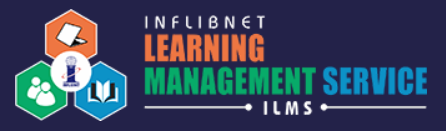 INFLIBNET
LEARNING
MANAGEMENT SERVICE
ILMS